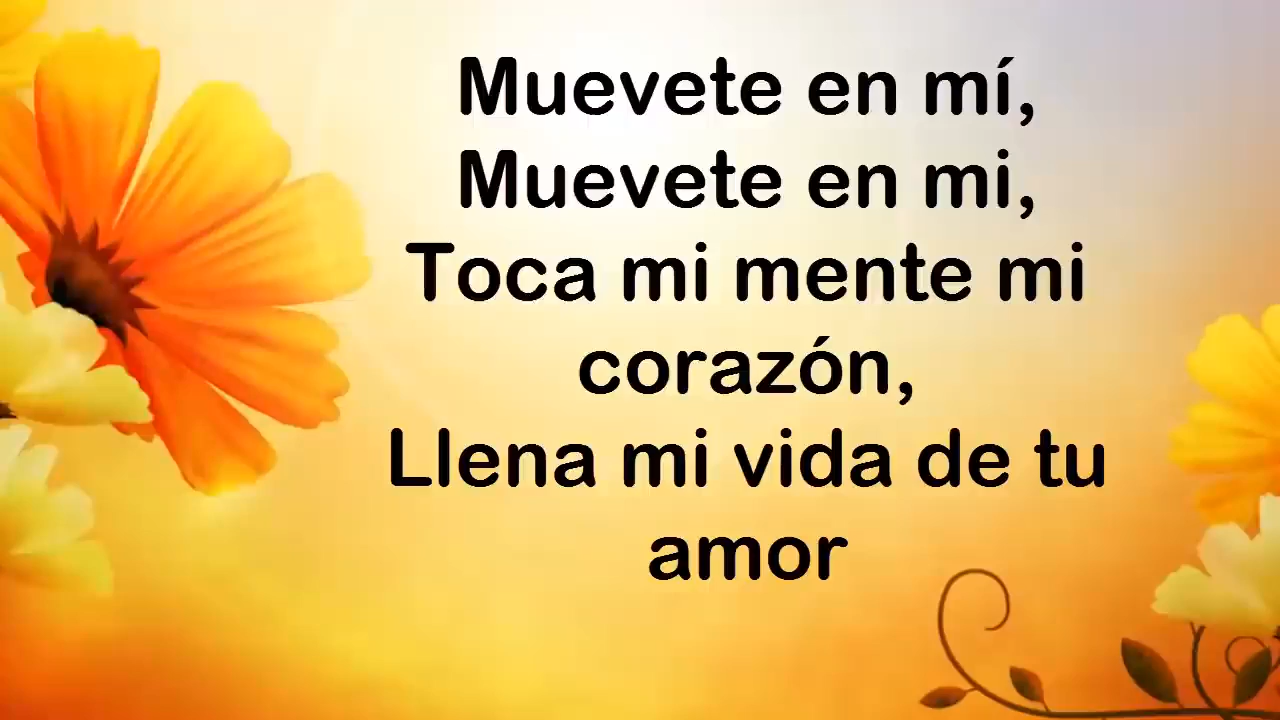 Muevete en mí,
Muevete en mi,
Toca mi mente mi
corazón,
Llena mi vida de tu
amor